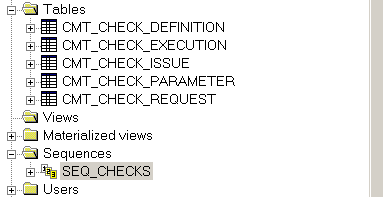 Tables
CMT_CHECK_DEFINITION
CMT_CHECK_EXECUTION
CMT_CHECK_ISSUE
CMT_CHECK_PARAMETER
CMT_CHECK_REQUEST
Views
Materialized views
Sequences
SEQ_CHECKS
Users